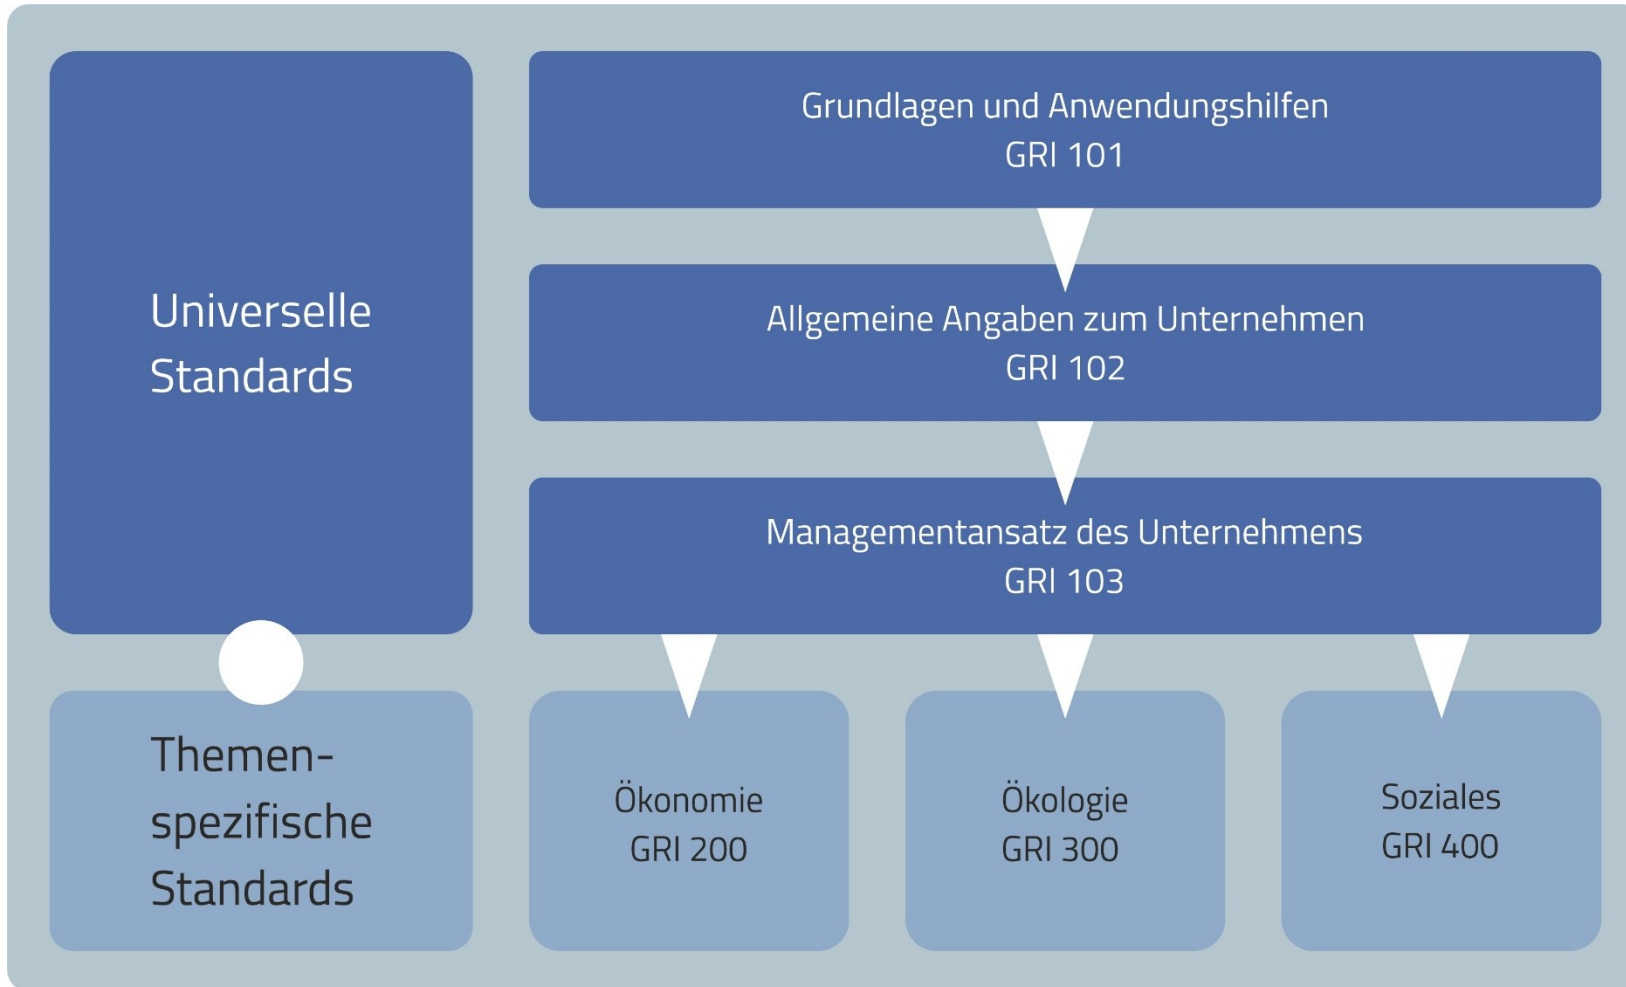 Universelle
Standards
Grundlagen und Anwendungshilfen
GRI 101
Allgemeine Angaben zum Unternehmen
GRI 102
Managementansatz des Unternehmens
GRI 103
Themen-
spezifische
Standards
Ökonomie
GRI 200
Ökologie
GRI 300
Soziales
GRI 400